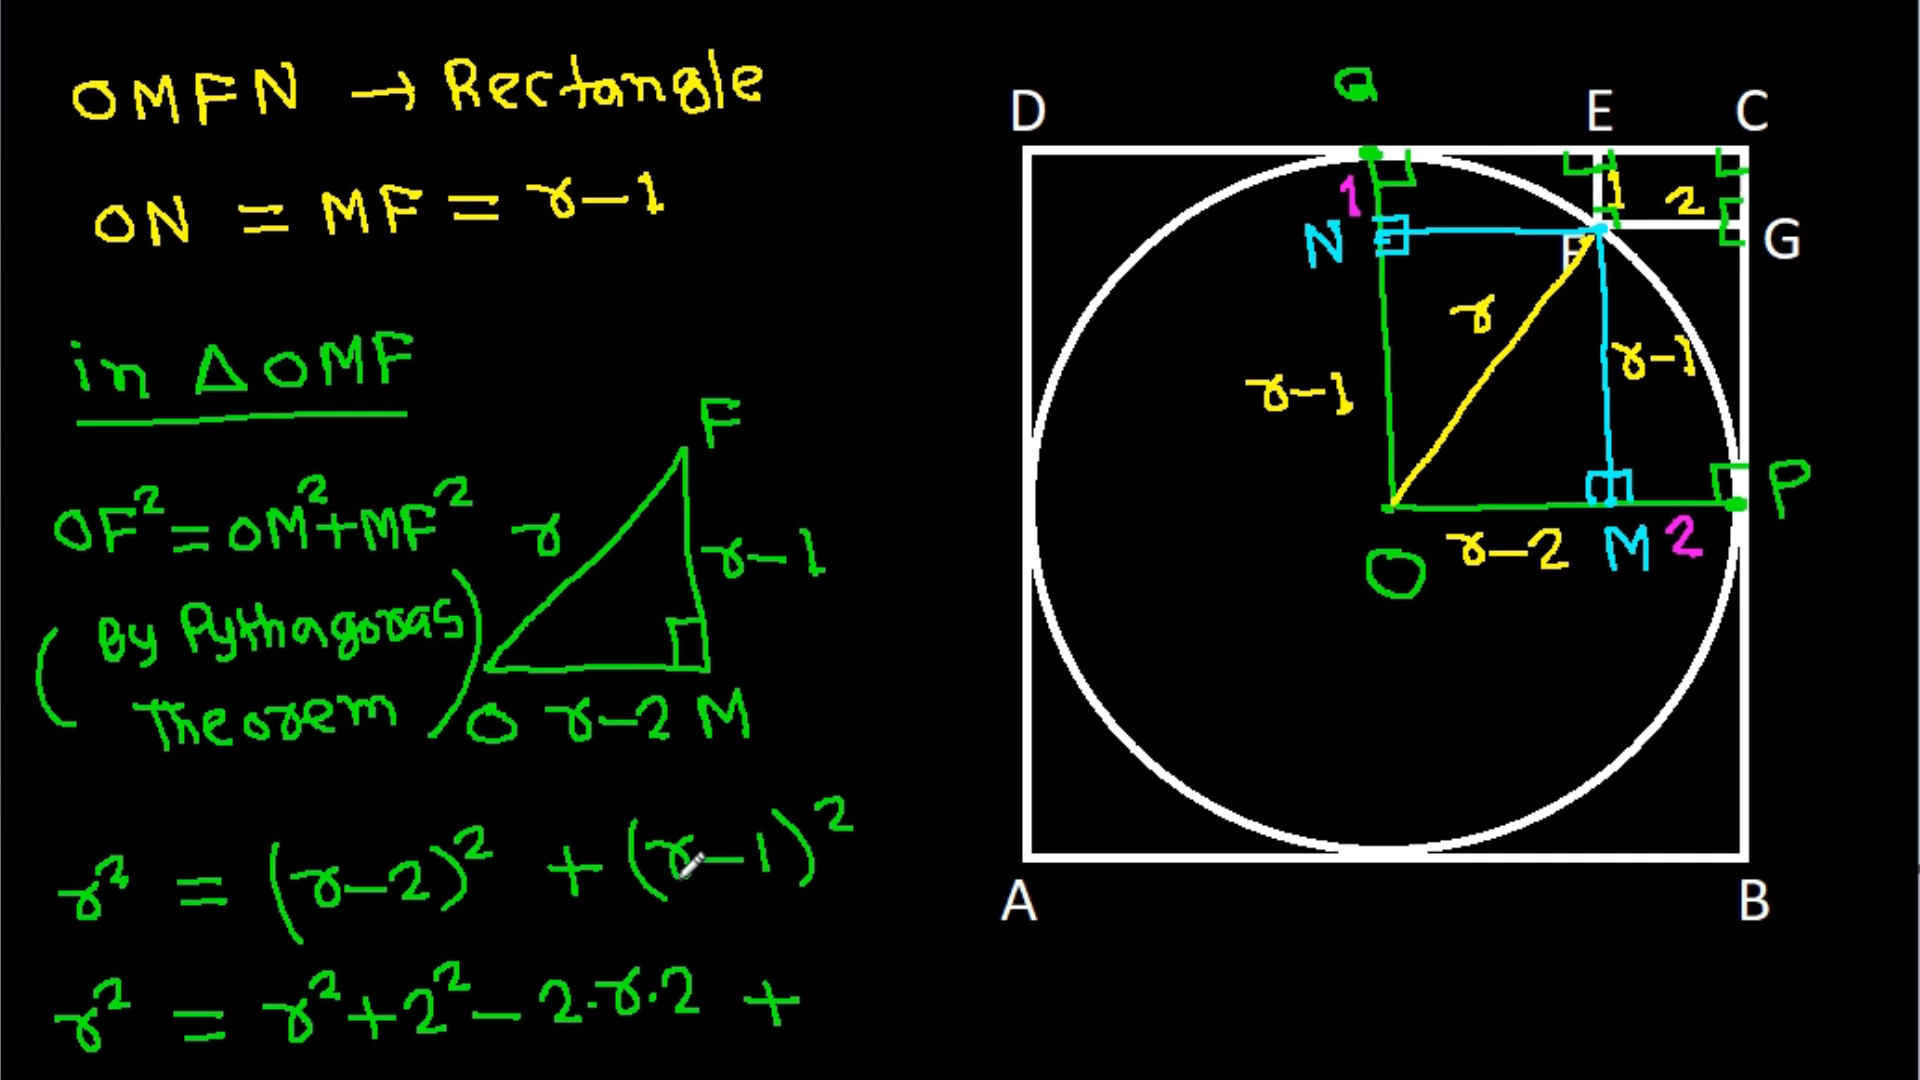 OMFN → Rectangle
ON = MF = r-1
in △OMF
OF² = OM² + MF²
(By Pythagoras
Theorem)
F
r
r-1
O r-2 M
r² = (r-2)² + (r-1)²
r² = r² + 2² - 2·r·2 +
Q
D E C
1 1 2
N F G
r
r-1 r-1
P
O r-2 M 2
A B